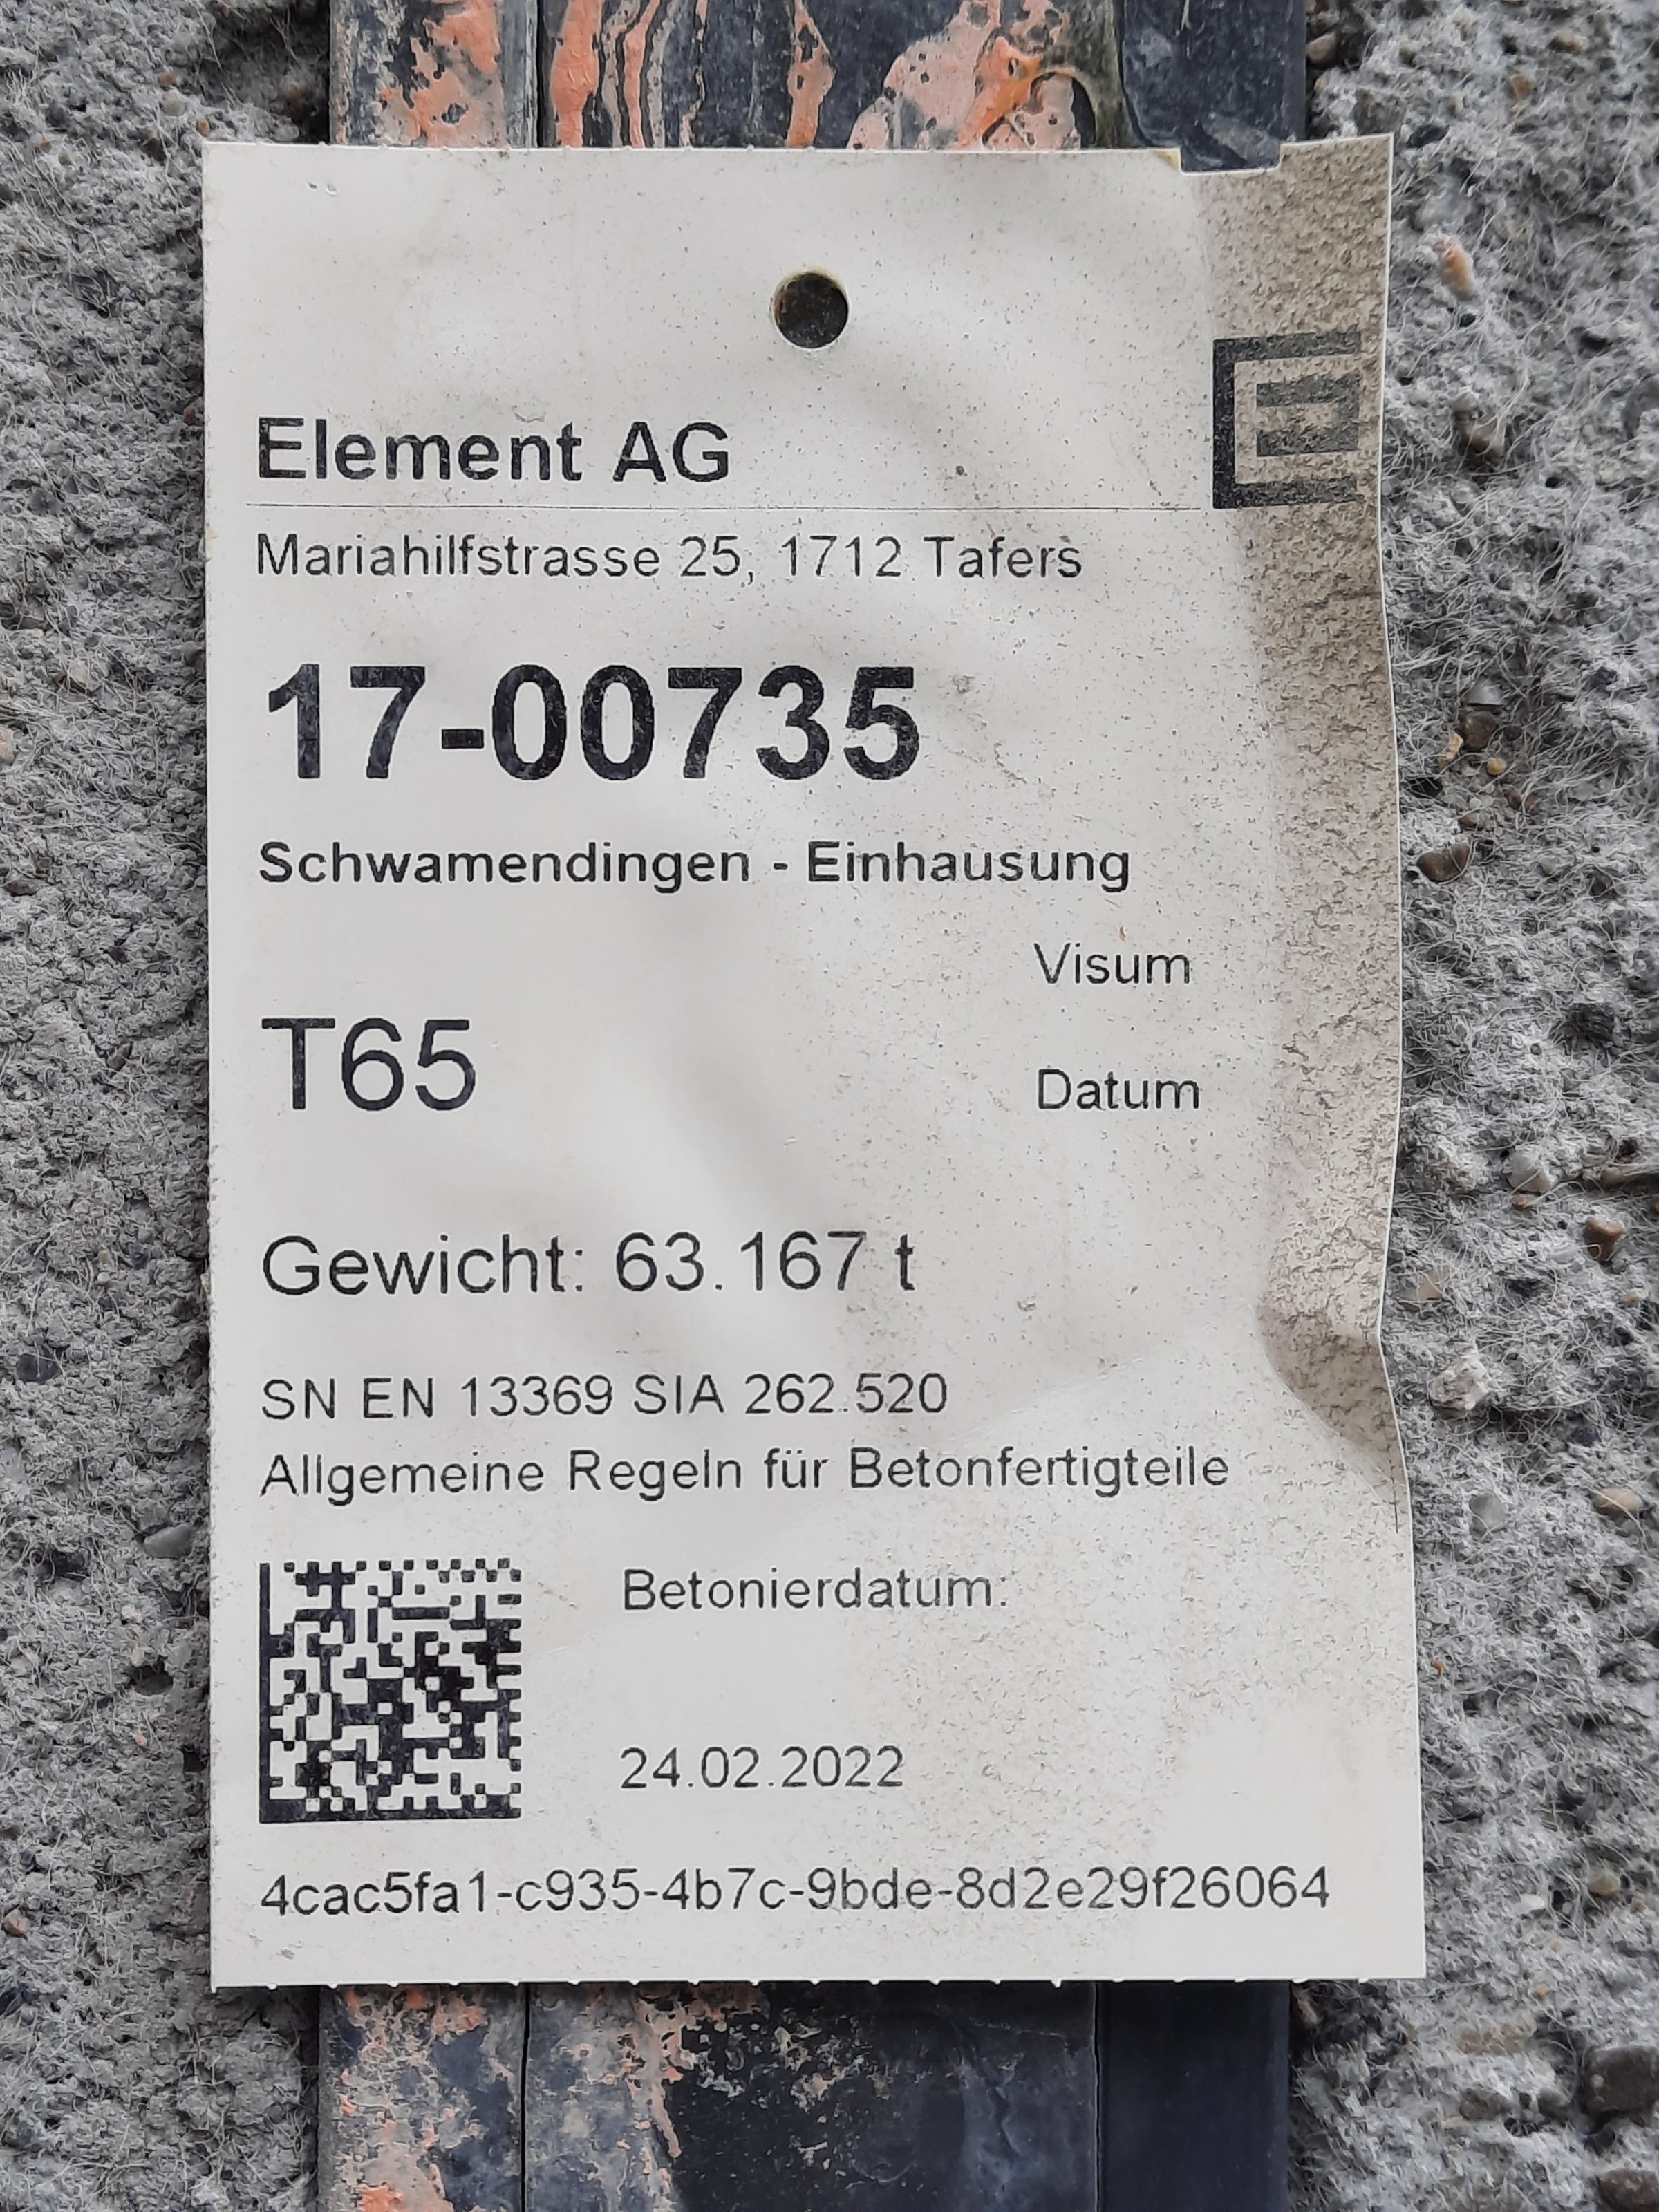 Element AG
Mariahilfstrasse 25, 1712 Tafers
17-00735
Schwamendingen - Einhausung
Visum
T65
Datum
Gewicht: 63.167 t
SN EN 13369 SIA 262.520
Allgemeine Regeln für Betonfertigteile
Betonierdatum:
24.02.2022
4cac5fa1-c935-4b7c-9bde-8d2e29f26064